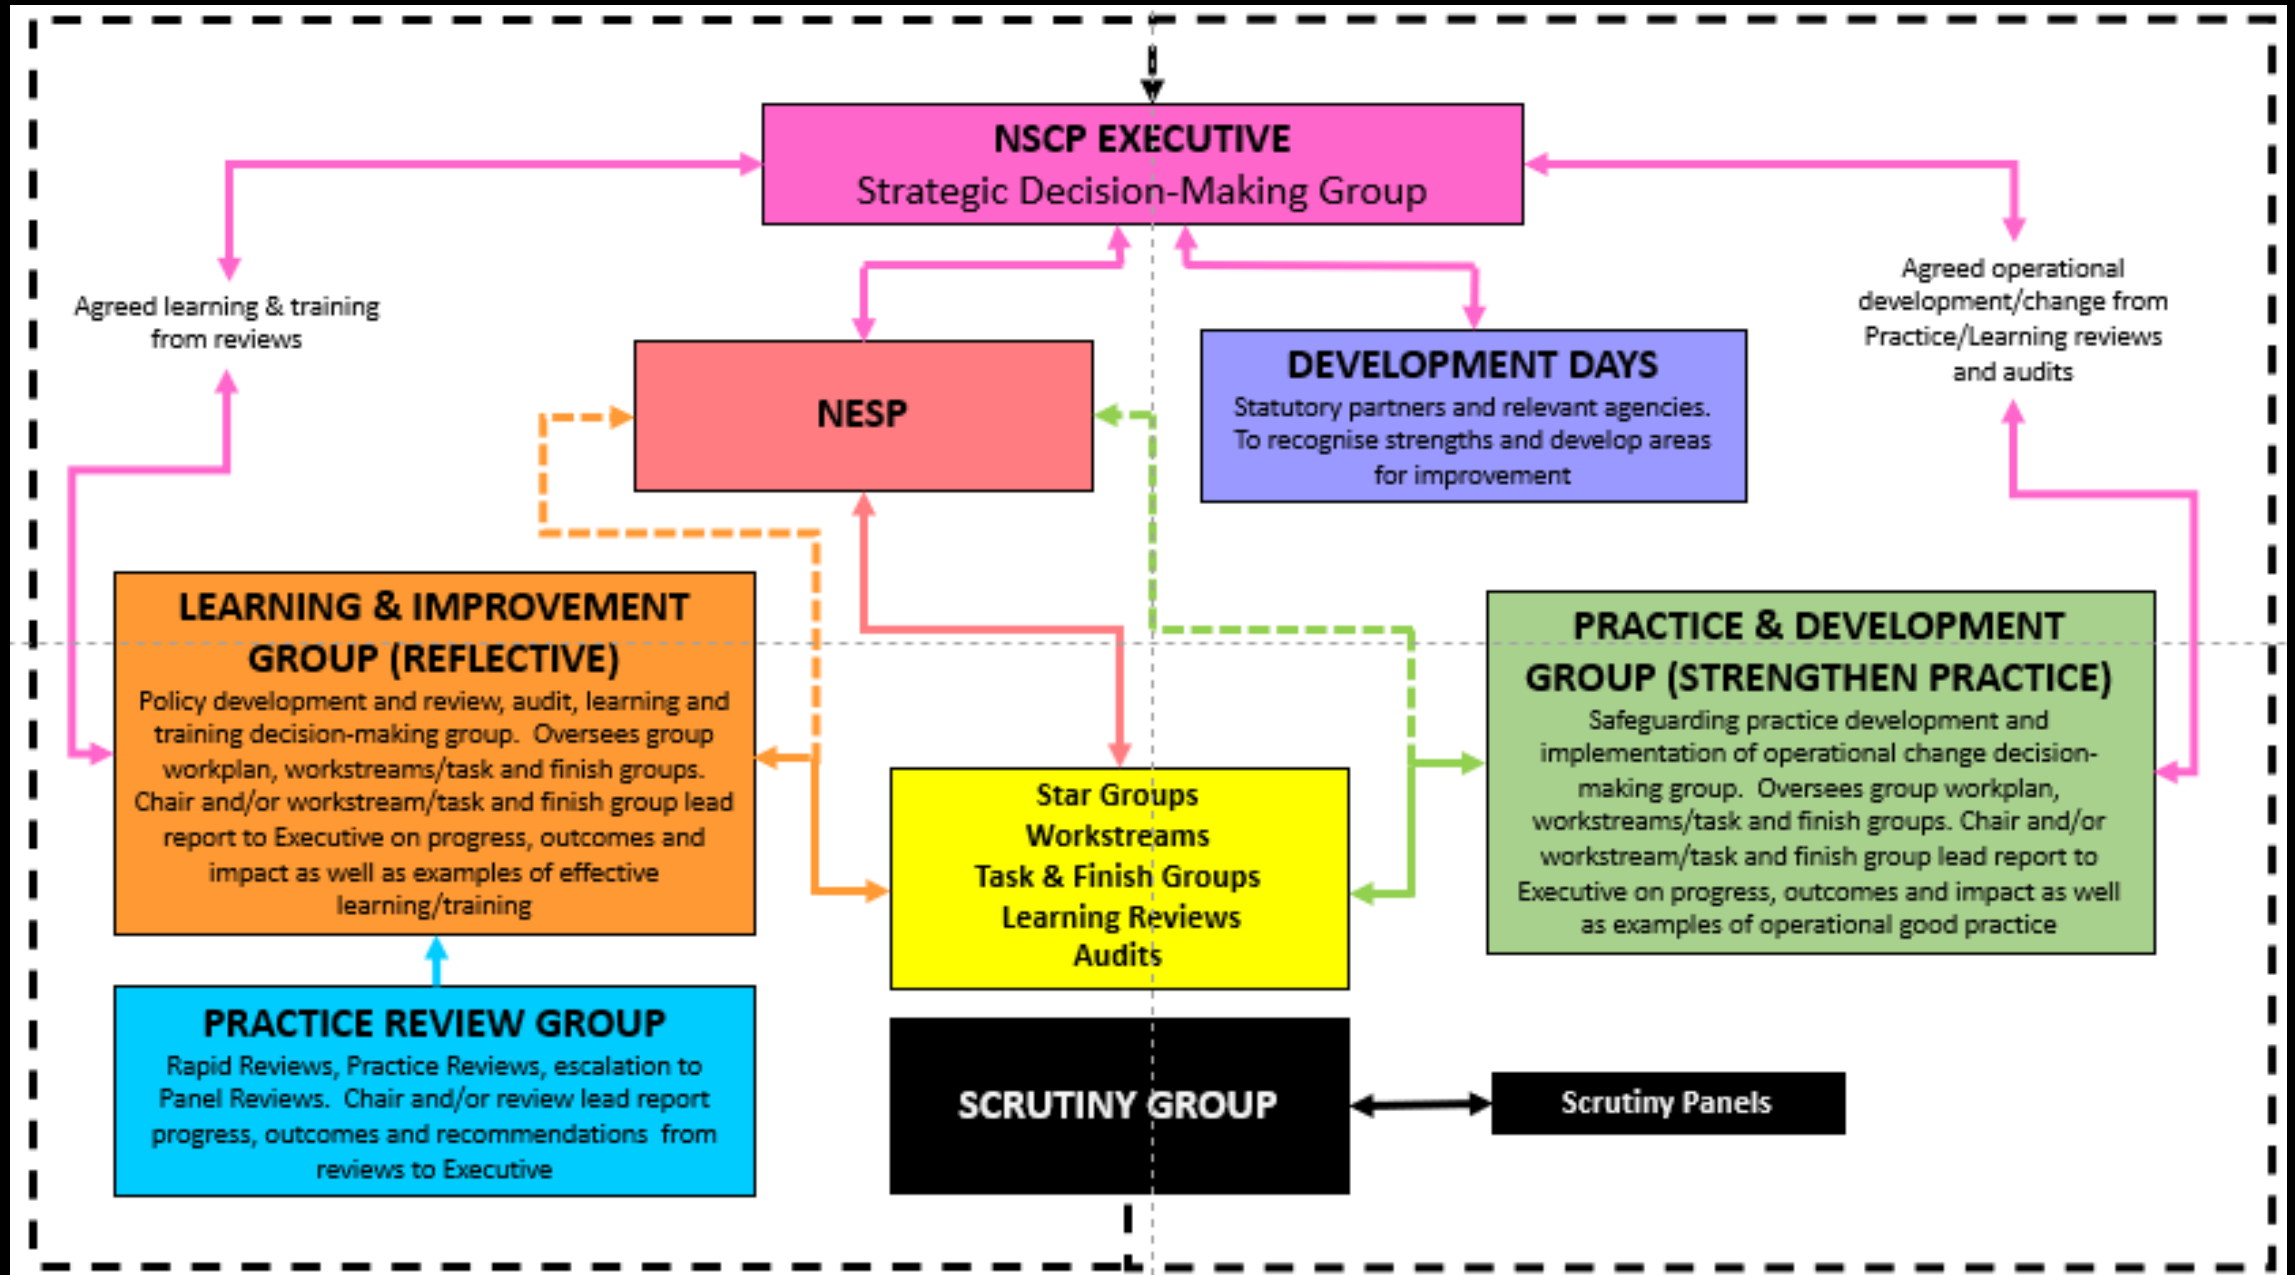 NSCP EXECUTIVE
Strategic Decision-Making Group
Agreed learning & training
from reviews
Agreed operational
development/change from
Practice/Learning reviews
and audits
NESP
DEVELOPMENT DAYS
Statutory partners and relevant agencies.
To recognise strengths and develop areas
for improvement
LEARNING & IMPROVEMENT
GROUP (REFLECTIVE)
Policy development and review, audit, learning and
training decision-making group.  Oversees group
workplan, workstreams/task and finish groups.
Chair and/or workstream/task and finish group lead
report to Executive on progress, outcomes and
impact as well as examples of effective
learning/training
PRACTICE & DEVELOPMENT
GROUP (STRENGTHEN PRACTICE)
Safeguarding practice development and
implementation of operational change decision-
making group.  Oversees group workplan,
workstreams/task and finish groups. Chair and/or
workstream/task and finish group lead report to
Executive on progress, outcomes and impact as well
as examples of operational good practice
Star Groups
Workstreams
Task & Finish Groups
Learning Reviews
Audits
PRACTICE REVIEW GROUP
Rapid Reviews, Practice Reviews, escalation to
Panel Reviews.  Chair and/or review lead report
progress, outcomes and recommendations  from
reviews to Executive
SCRUTINY GROUP
Scrutiny Panels